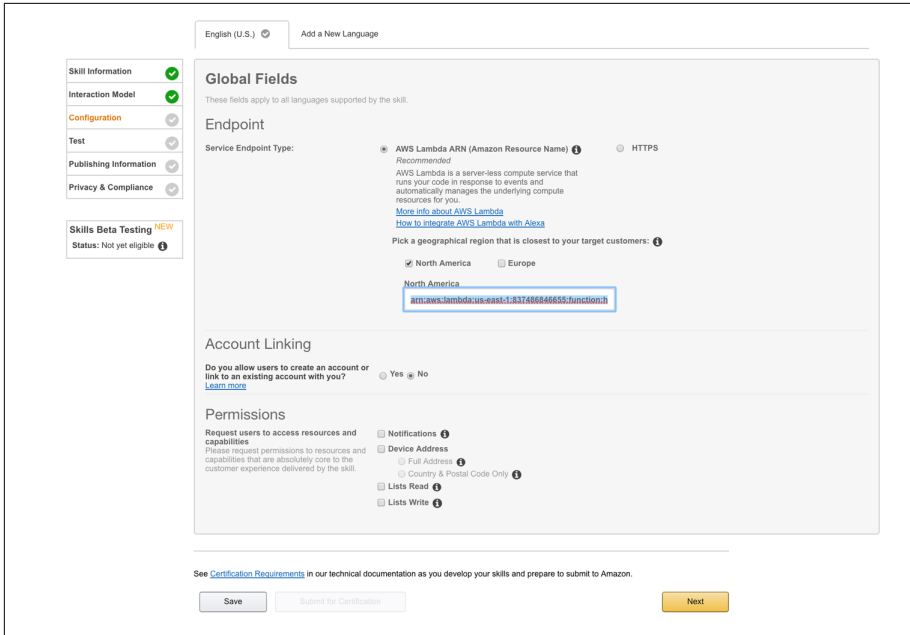 English (U.S.)
Add a New Language
Skill Information
Interaction Model
Configuration
Test
Publishing Information
Privacy & Compliance
Skills Beta Testing NEW
Status: Not yet eligible
Global Fields
These fields apply to all languages supported by the skill.
Endpoint
Service Endpoint Type:
AWS Lambda ARN (Amazon Resource Name)
HTTPS
Recommended
AWS Lambda is a server-less compute service that
runs your code in response to events and
automatically manages the underlying compute
resources for you.
More info about AWS Lambda
How to integrate AWS Lambda with Alexa
Pick a geographical region that is closest to your target customers:
North America
Europe
North America
arn:aws:lambda:us-east-1:837486846655:function:h
Account Linking
Do you allow users to create an account or
link to an existing account with you?
Learn more
Yes
No
Permissions
Request users to access resources and
capabilities
Please request permissions to resources and
capabilities that are absolutely core to the
customer experience delivered by the skill.
Notifications
Device Address
Full Address
Country & Postal Code Only
Lists Read
Lists Write
See Certification Requirements in our technical documentation as you develop your skills and prepare to submit to Amazon.
Save
Submit for Certification
Next